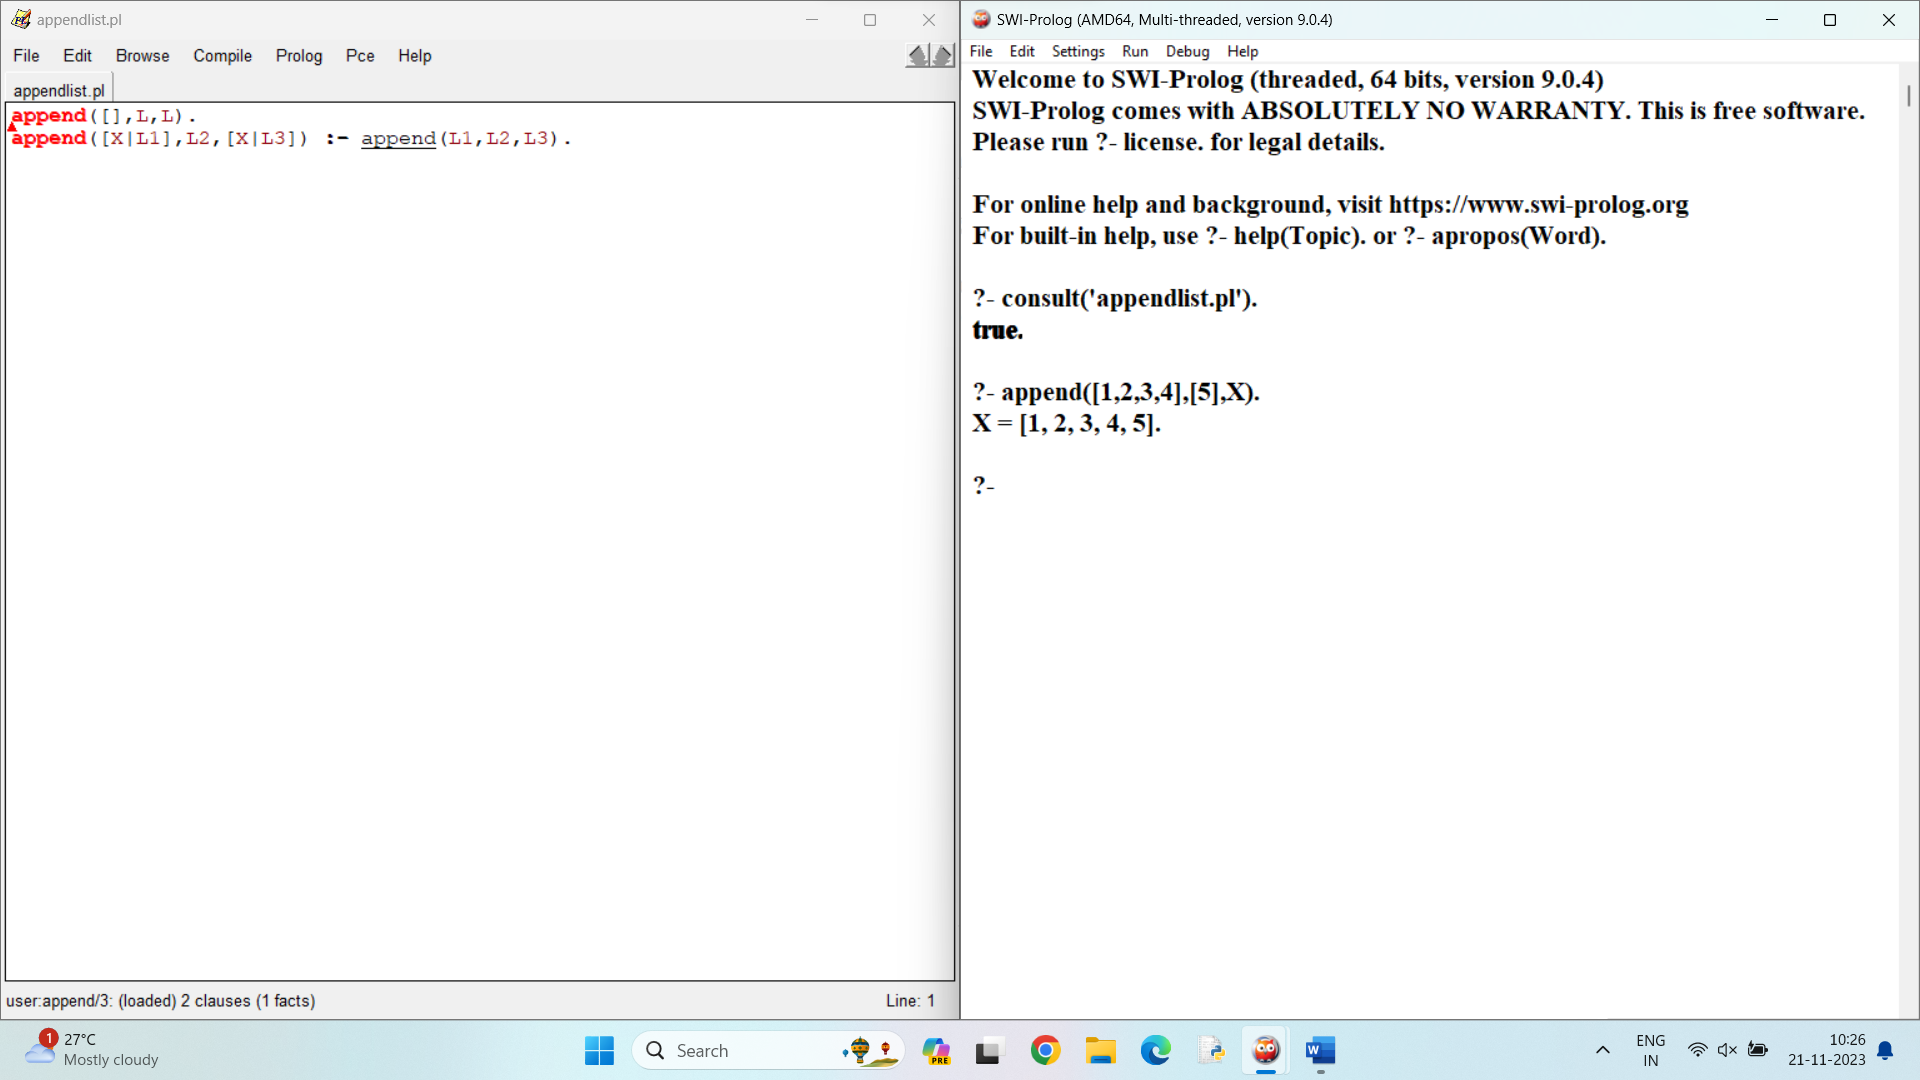 appendlist.pl
File Edit Browse Compile Prolog Pce Help
appendlist.pl
append([],L,L).
append([X|L1],L2,[X|L3]) :- append(L1,L2,L3).
user:append/3: (loaded) 2 clauses (1 facts)
Line: 1
SWI-Prolog (AMD64, Multi-threaded, version 9.0.4)
File Edit Settings Run Debug Help
Welcome to SWI-Prolog (threaded, 64 bits, version 9.0.4)
SWI-Prolog comes with ABSOLUTELY NO WARRANTY. This is free software.
Please run ?- license. for legal details.
For online help and background, visit https://www.swi-prolog.org
For built-in help, use ?- help(Topic). or ?- apropos(Word).
?- consult('appendlist.pl').
true.
?- append([1,2,3,4],[5],X).
X = [1, 2, 3, 4, 5].
?-
1
27°C
Mostly cloudy
Search
PRE
W
ENG
IN
10:26
21-11-2023